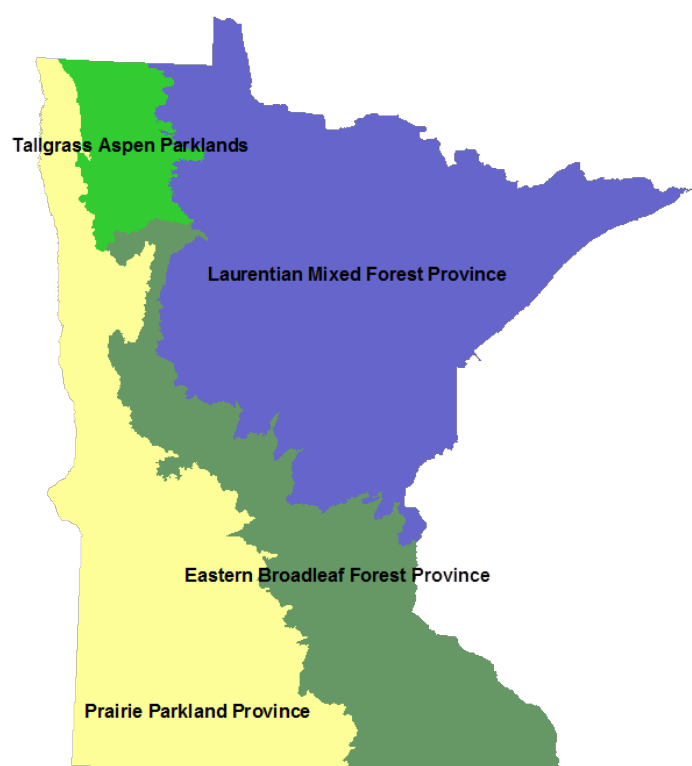 Tallgrass Aspen Parklands
Laurentian Mixed Forest Province
Eastern Broadleaf Forest Province
Prairie Parkland Province